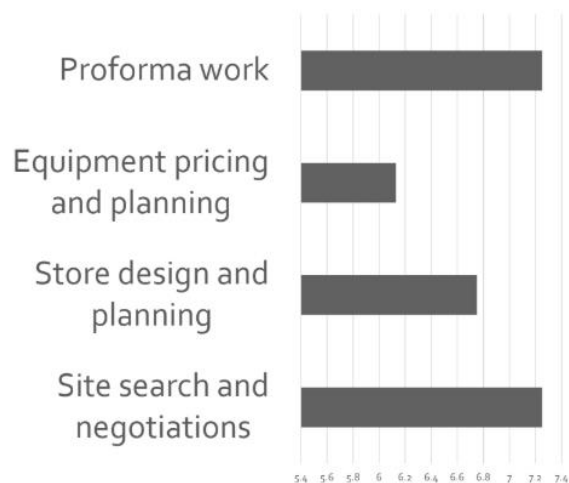 Proforma work
Equipment pricing
and planning
Store design and
planning
Site search and
negotiations
5.4 5.6 5.8 6 6.2 6.4 6.6 6.8 7 7.2 7.4